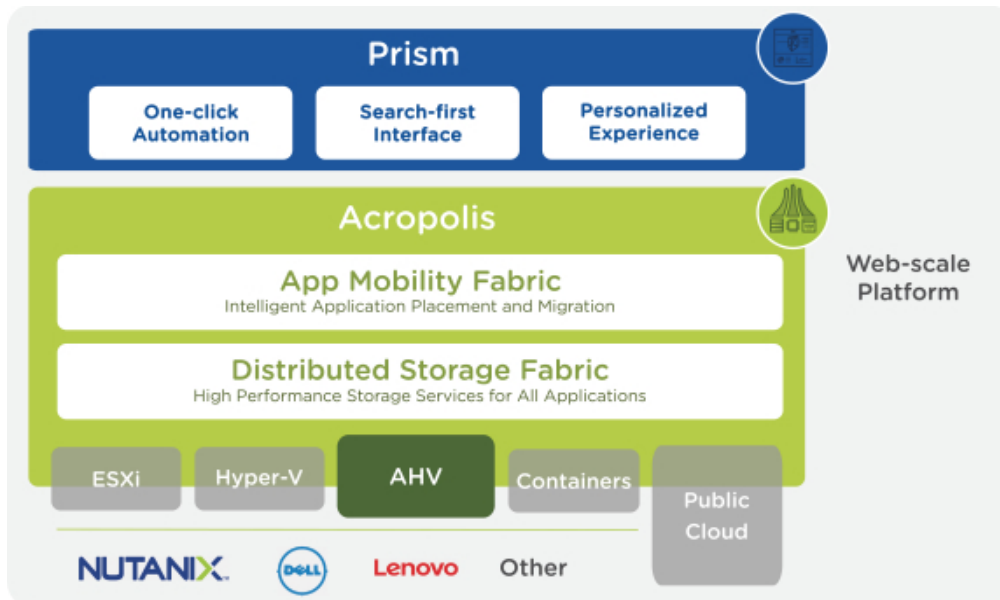 Prism
One-click
Automation
Search-first
Interface
Personalized
Experience
Acropolis
App Mobility Fabric
Intelligent Application Placement and Migration
Distributed Storage Fabric
High Performance Storage Services for All Applications
ESXi
Hyper-V
AHV
Containers
Public
Cloud
NUTANIX
DELL
Lenovo
Other
Web-scale
Platform